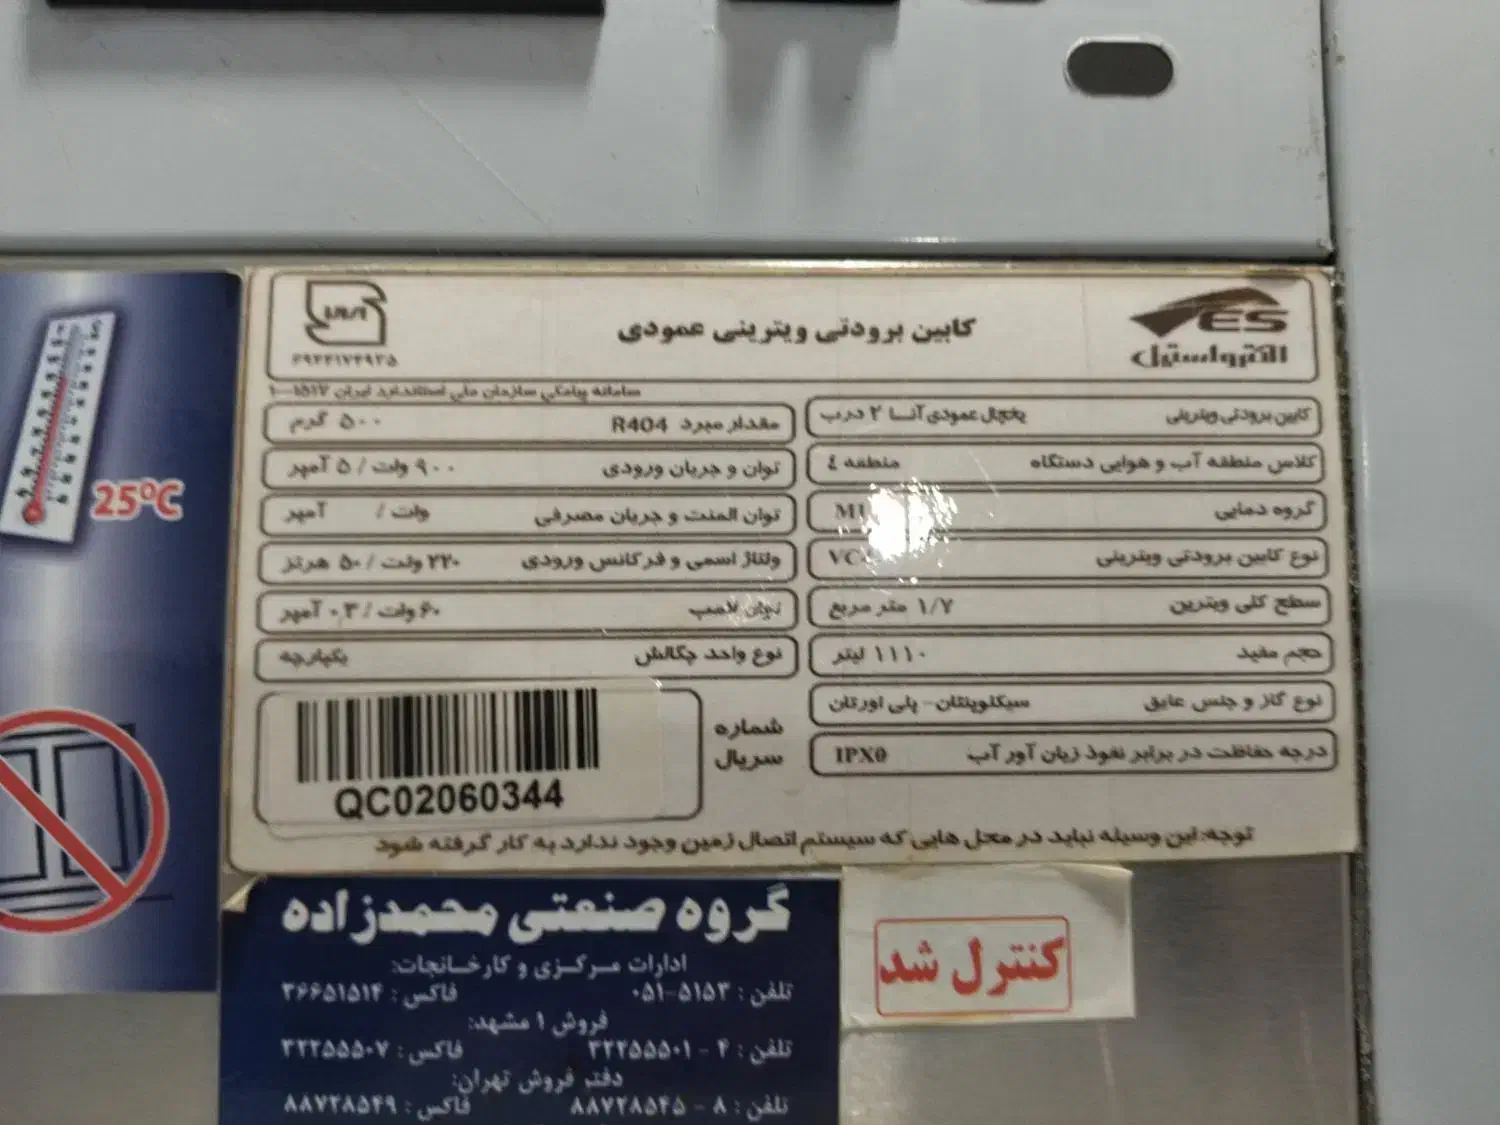 ES
الکترواستیل
کابین برودتی ویترینی عمودی
۶۹۳۳۱۷۴۹۳۵
سامانه پیامکی سازمان ملی استاندارد ایران ۱۵۱۷-۱۰۰۰
کابین برودتی ویترینی یخچال عمودی آنا ۲ درب
کلاس منطقه آب و هوایی دستگاه منطقه ٤
گروه دمایی
نوع کابین برودتی ویترینی
سطح کلی ویترین ۱/۷ متر مربع
حجم مفید ۱۱۱۰ لیتر
نوع گاز و جنس عایق سیکلوپنتان- پلی اورتان
درجه حفاظت در برابر نفوذ زیان آور آب IPX0
مقدار مبرد R404 ۵۰۰ گرم
توان و جریان ورودی ۹۰۰ وات / ۵ آمپر
توان المنت و جریان مصرفی وات / آمپر
ولتاژ اسمی و فرکانس ورودی ۲۲۰ ولت / ۵۰ هرتز
توان لامپ ۶۰ وات / ۰٫۳ آمپر
نوع واحد چگالش یکپارچه
شماره
سریال
QC02060344
توجه: این وسیله نباید در محل هایی که سیستم اتصال زمین وجود ندارد به کار گرفته شود
25°C
گروه صنعتی محمدزاده
ادارات مرکزی و کارخانجات:
تلفن : ۵۱۵۳-۰۵۱ فاکس : ۳۶۶۵۱۵۱۴
فروش ۱ مشهد:
تلفن : ۴ - ۳۲۲۵۵۵۰۱ فاکس : ۳۲۲۵۵۵۰۷
دفتر فروش تهران:
تلفن : ۸ - ۸۸۷۲۸۵۴۵ فاکس : ۸۸۷۲۸۵۴۹
کنترل شد